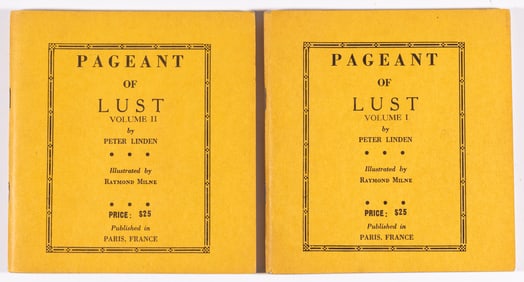 PAGEANT
OF
LUST
VOLUME II
by
PETER LINDEN
Illustrated by
RAYMOND MILNE
PRICE: $25
Published in
PARIS, FRANCE
PAGEANT
OF
LUST
VOLUME I
by
PETER LINDEN
Illustrated by
RAYMOND MILNE
PRICE: $25
Published in
PARIS, FRANCE